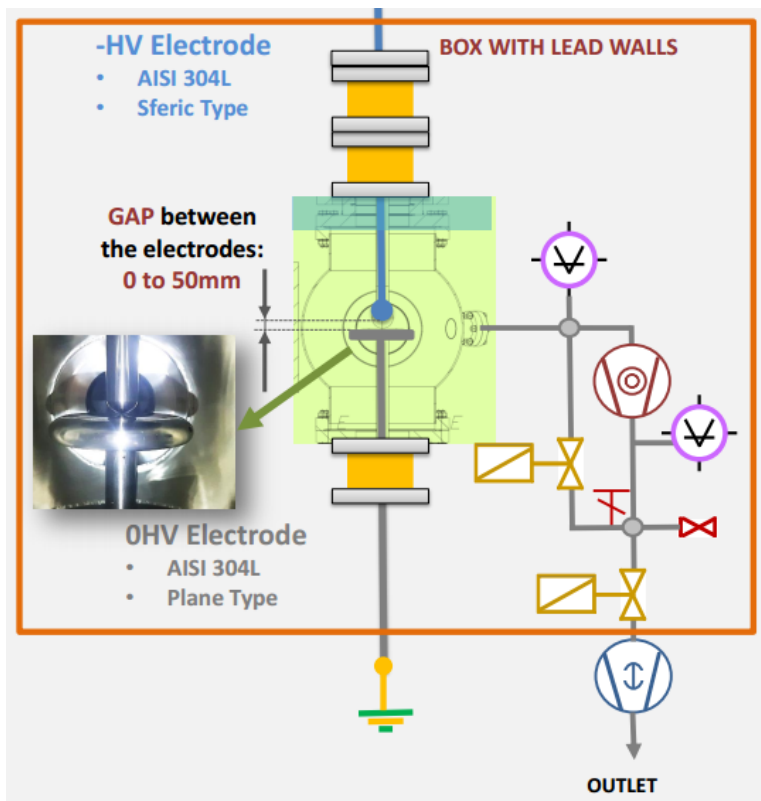 -HV Electrode
• AISI 304L
• Sferic Type
BOX WITH LEAD WALLS
GAP between
the electrodes:
0 to 50mm
E
E
0HV Electrode
• AISI 304L
• Plane Type
OUTLET